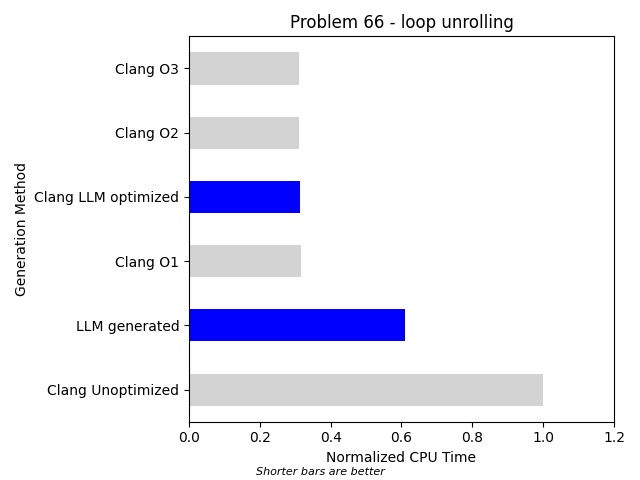 Problem 66 - loop unrolling
Generation Method
Clang O3
Clang O2
Clang LLM optimized
Clang O1
LLM generated
Clang Unoptimized
0.0 0.2 0.4 0.6 0.8 1.0 1.2
Normalized CPU Time
Shorter bars are better